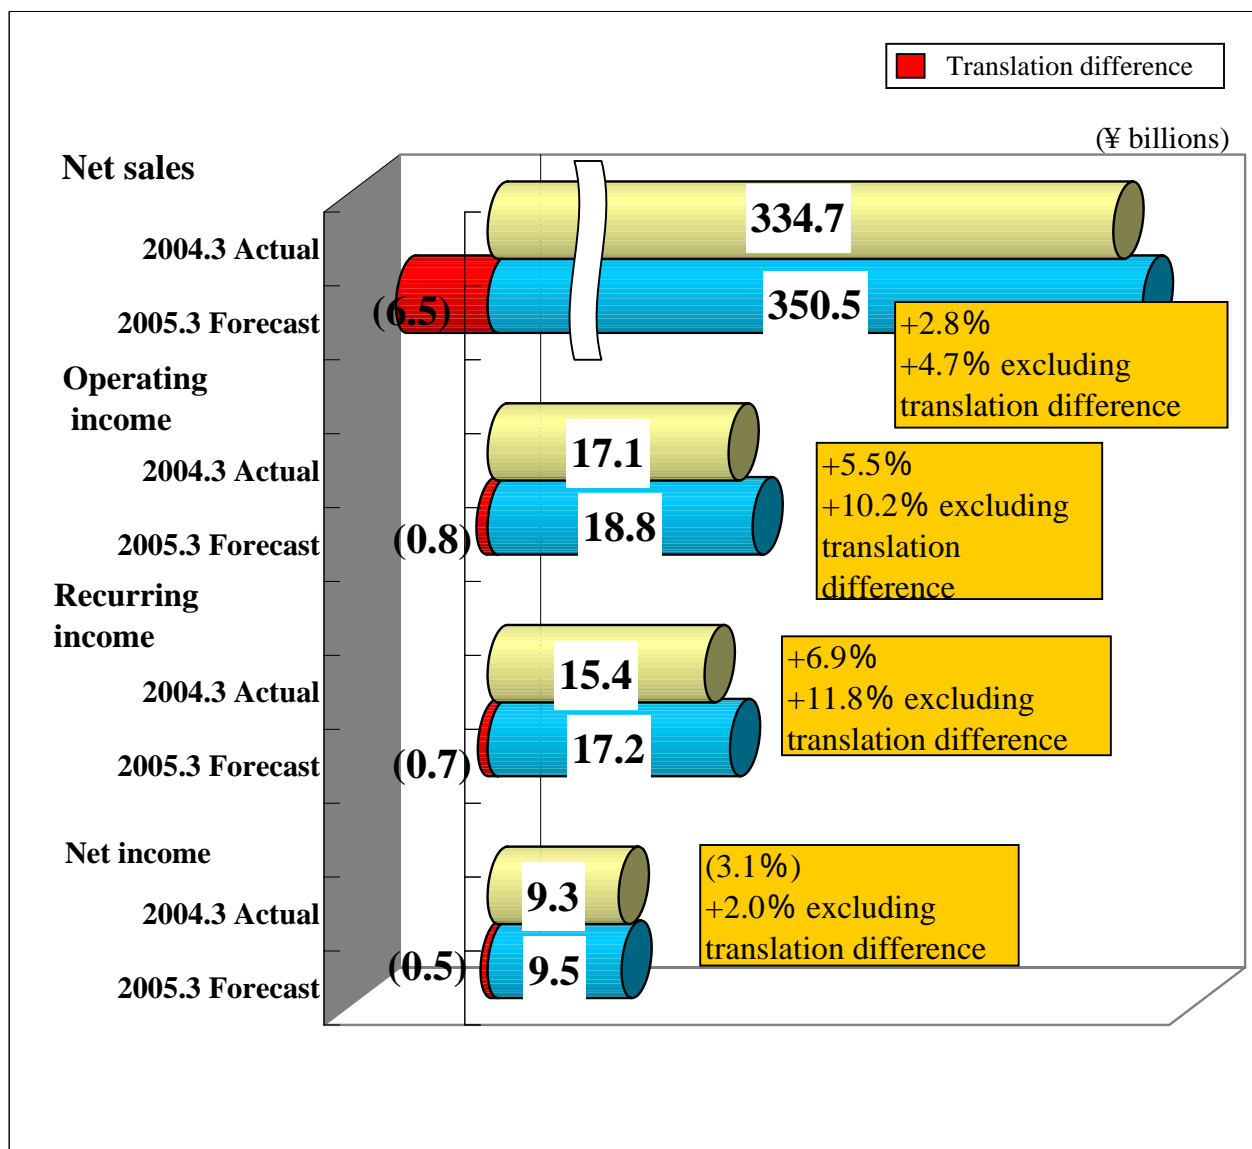 Translation difference
(¥ billions)
Net sales
2004.3 Actual
334.7
2005.3 Forecast
(6.5)
350.5
+2.8%
+4.7% excluding
translation difference
Operating
income
2004.3 Actual
17.1
2005.3 Forecast
(0.8)
18.8
+5.5%
+10.2% excluding
translation
difference
Recurring
income
2004.3 Actual
15.4
2005.3 Forecast
(0.7)
17.2
+6.9%
+11.8% excluding
translation difference
Net income
2004.3 Actual
9.3
2005.3 Forecast
(0.5)
9.5
(3.1%)
+2.0% excluding
translation difference